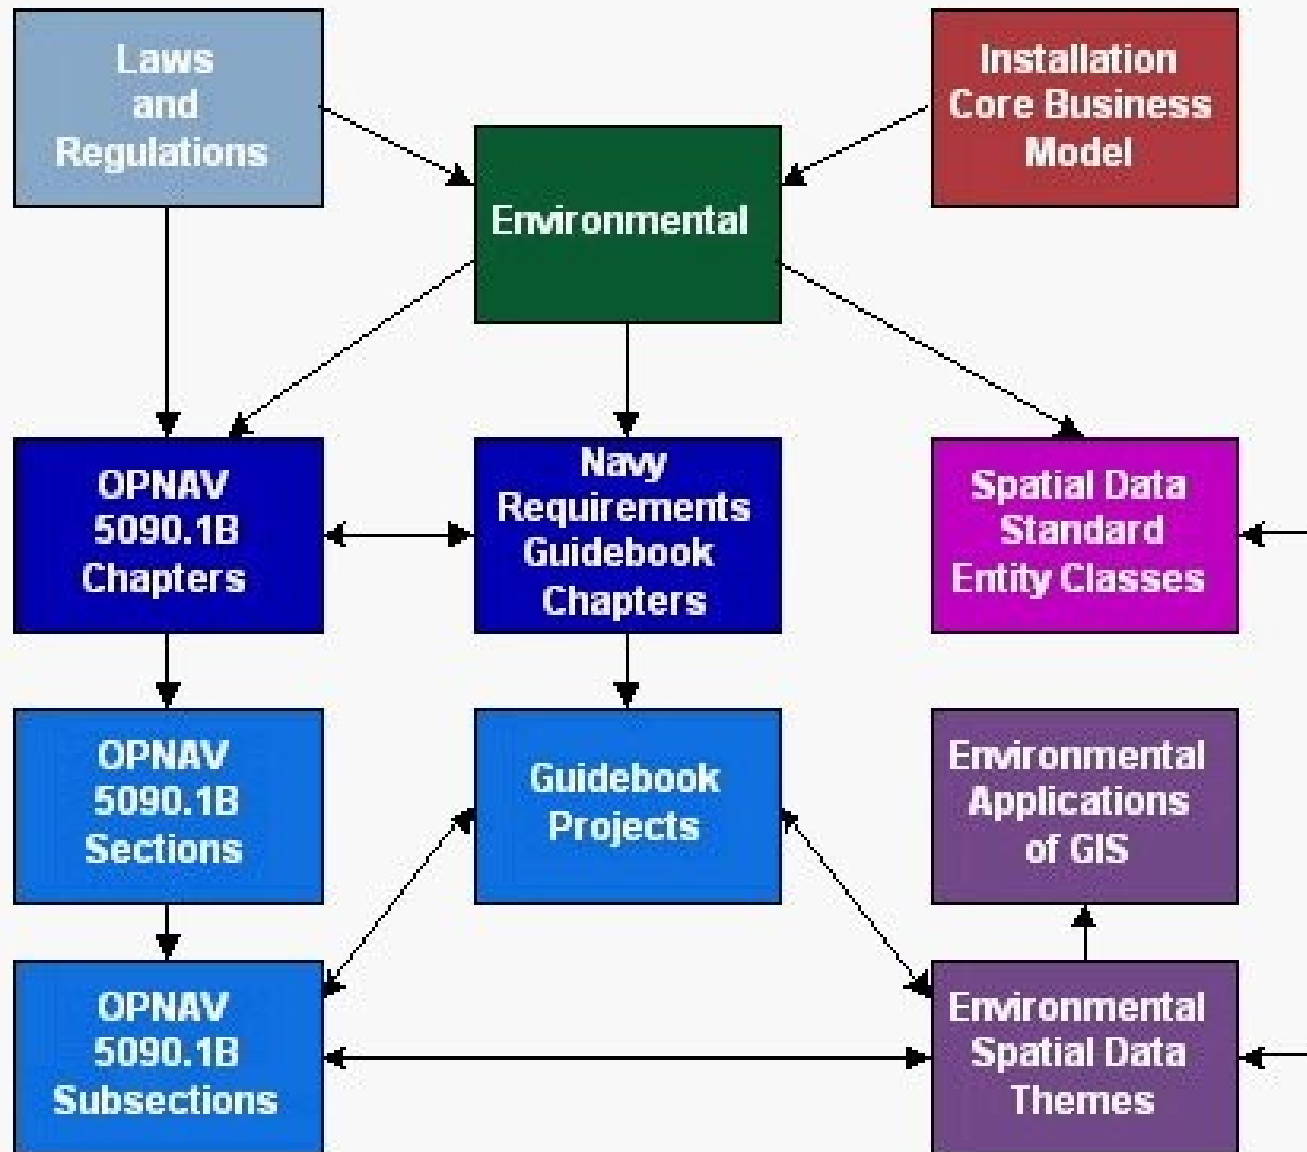 Laws
and
Regulations
Installation
Core Business
Model
Environmental
OPNAV
5090.1B
Chapters
Navy
Requirements
Guidebook
Chapters
Spatial Data
Standard
Entity Classes
OPNAV
5090.1B
Sections
Guidebook
Projects
Environmental
Applications
of GIS
OPNAV
5090.1B
Subsections
Environmental
Spatial Data
Themes